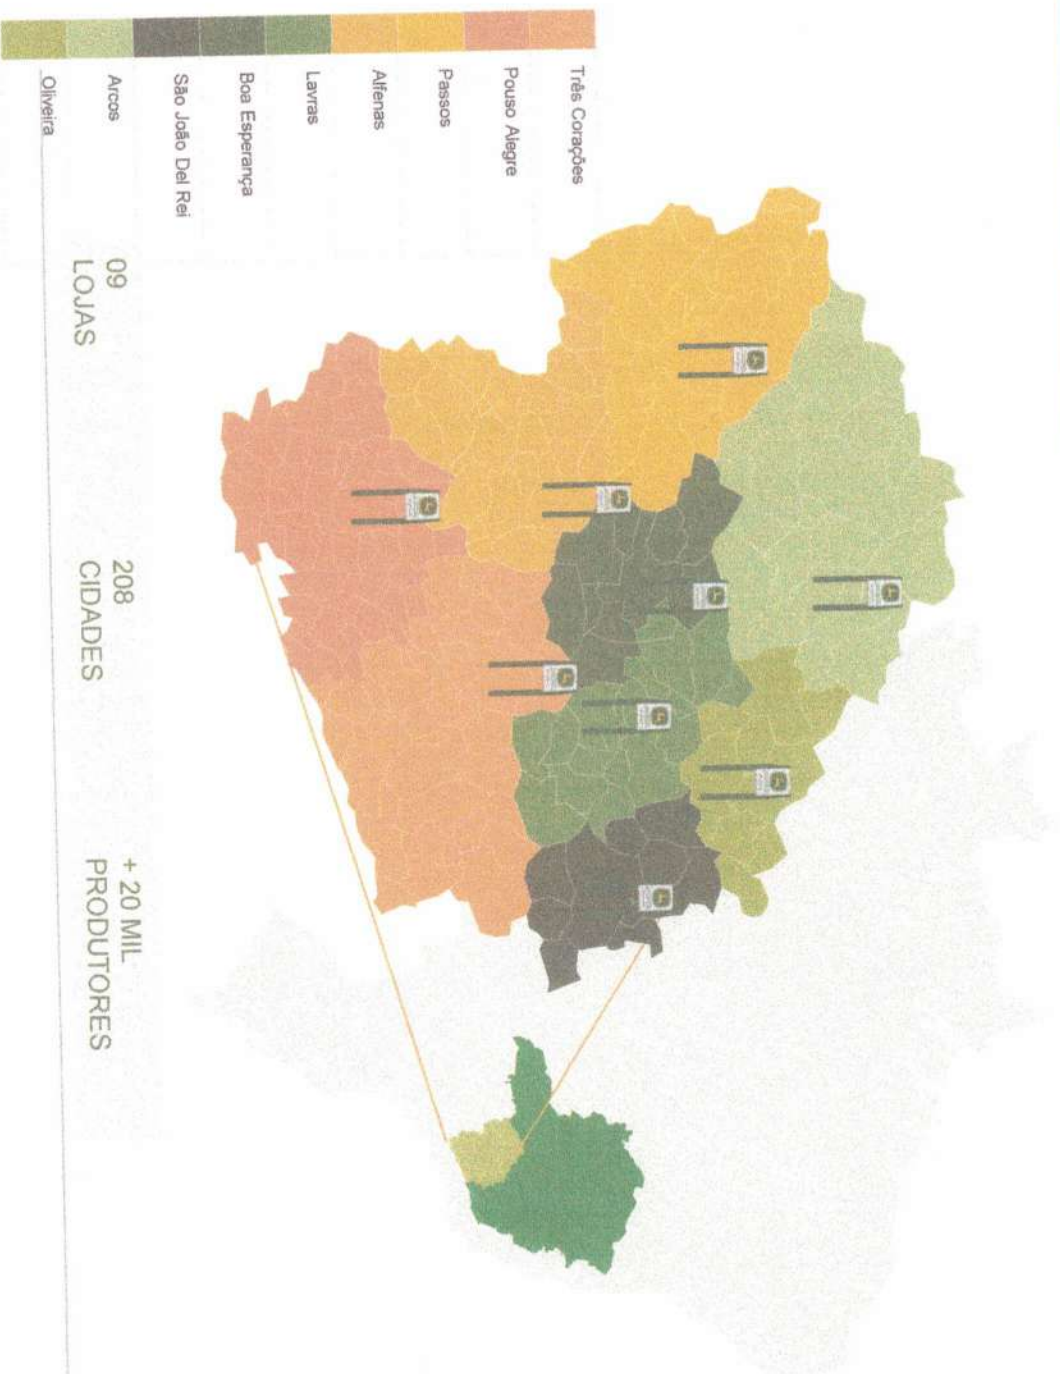 Três Corações
Pouso Alegre
Passos
Alfenas
Lavras
Boa Esperança
São João Del Rei
Arcos
Oliveira
09
LOJAS
208
CIDADES
+ 20 MIL
PRODUTORES